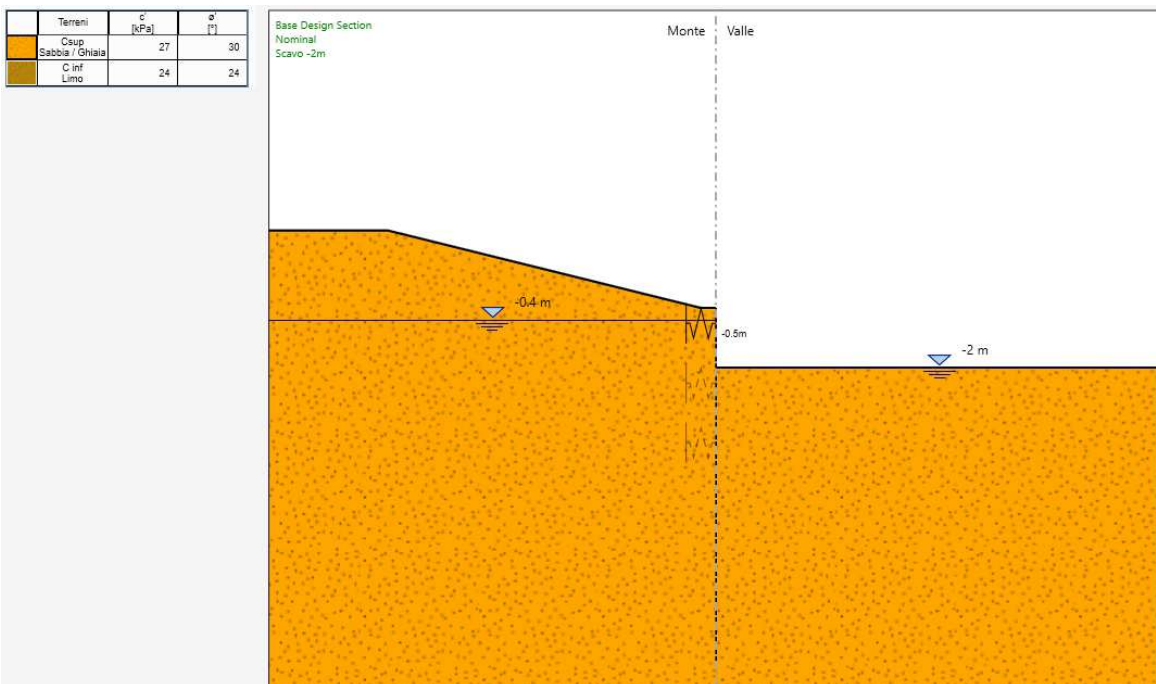 Terreni c' ø'
[kPa] [°]
Csup 27 30
Sabbia / Ghiaia
C inf 24 24
Limo
Base Design Section
Nominal
Scavo -2m
Monte Valle
-0.4 m
-0.5m
-2 m